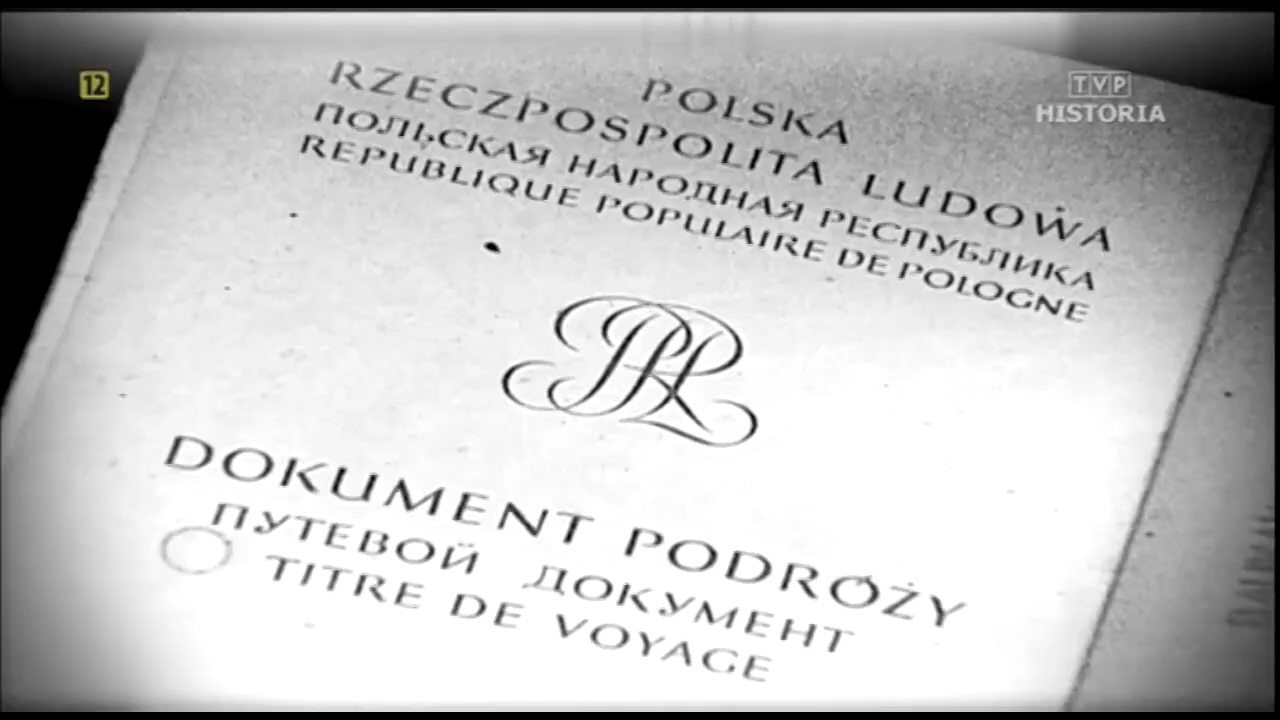 12
TVP
HISTORIA
POLSKA
RZECZPOSPOLITA LUDOWA
ПОЛЬСКАЯ НАРОДНАЯ РЕСПУБЛИКА
REPUBLIQUE POPULAIRE DE POLOGNE
PRL
DOKUMENT PODRÓŻY
ПУТЕВОЙ ДОКУМЕНТ
TITRE DE VOYAGE